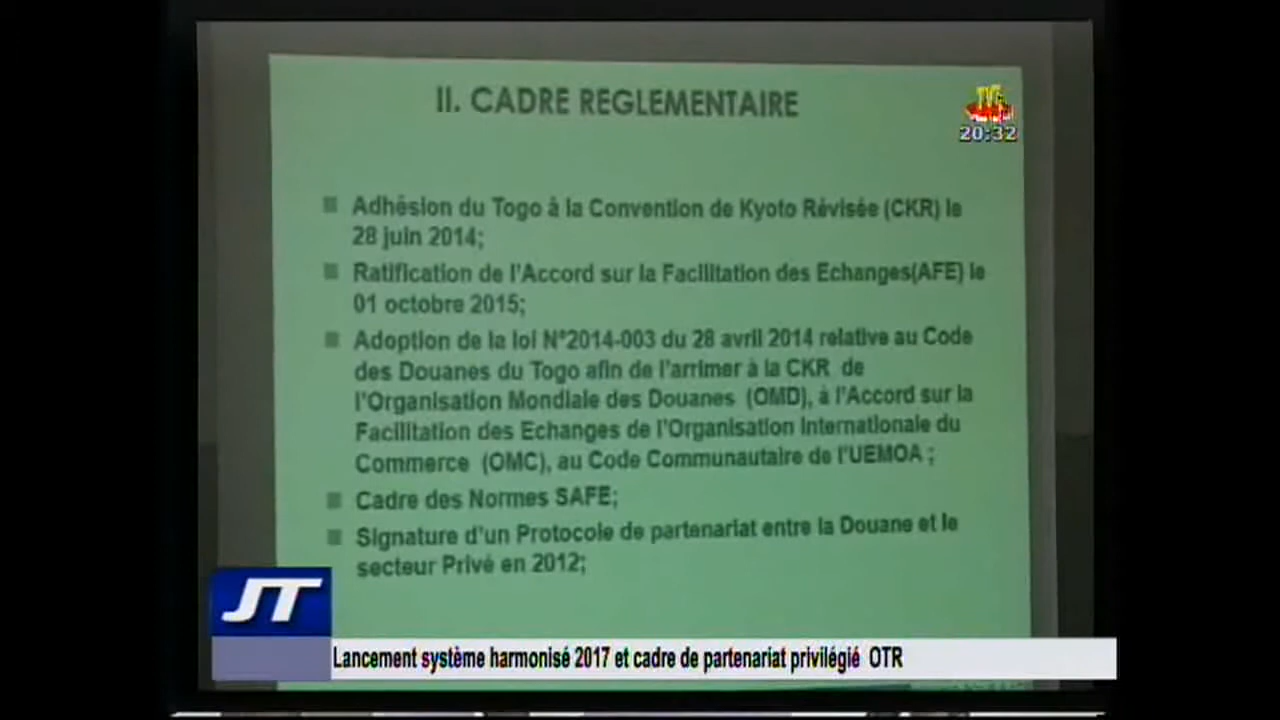 II. CADRE REGLEMENTAIRE
20:32
Adhésion du Togo à la Convention de Kyoto Révisée (CKR) le
28 juin 2014;
Ratification de l'Accord sur la Facilitation des Echanges(AFE) le
01 octobre 2015;
Adoption de la loi N°2014-003 du 28 avril 2014 relative au Code
des Douanes du Togo afin de l'arrimer à la CKR de
l'Organisation Mondiale des Douanes (OMD), à l'Accord sur la
Facilitation des Echanges de l'Organisation Internationale du
Commerce (OMC), au Code Communautaire de l'UEMOA ;
Cadre des Normes SAFE;
Signature d'un Protocole de partenariat entre la Douane et le
secteur Privé en 2012;
JT
Lancement système harmonisé 2017 et cadre de partenariat privilégié OTR